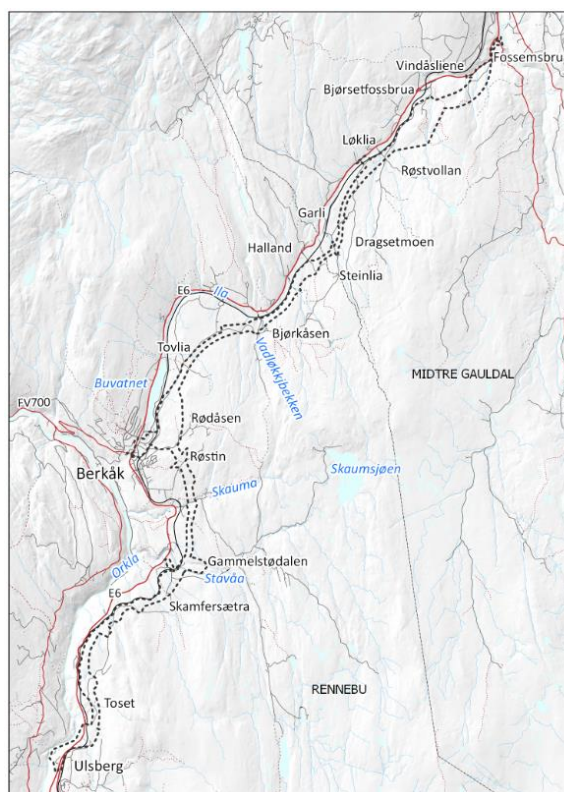 Vindåsliene
Fossemsbru
Bjørsetfossbrua
Løklia
Røstvollan
Garli
Halland
Dragsetmoen
Steinlia
E6
Ila
Bjørkåsen
Tovlia
Vadløkkjbekken
MIDTRE GAULDAL
Buvatnet
FV700
Rødåsen
Røstin
Berkåk
Skaumsjøen
Skauma
Orkla
Gammelstødalen
Stavåa
E6
Skamfersætra
RENNEBU
Toset
Ulsberg